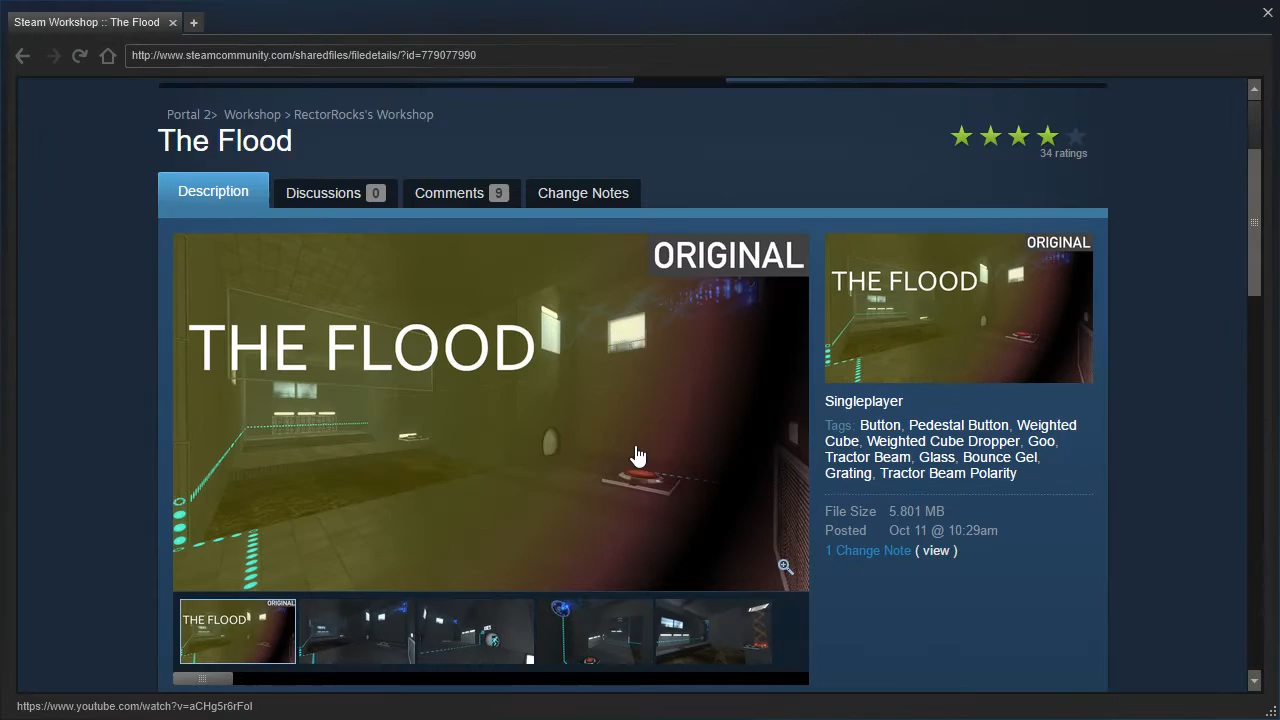 Steam Workshop :: The Flood
http://www.steamcommunity.com/sharedfiles/filedetails/?id=779077990
Portal 2> Workshop > RectorRocks's Workshop
The Flood
34 ratings
Description Discussions 0 Comments 9 Change Notes
ORIGINAL
THE FLOOD
ORIGINAL
THE FLOOD
Singleplayer
Tags: Button, Pedestal Button, Weighted
Cube, Weighted Cube Dropper, Goo,
Tractor Beam, Glass, Bounce Gel,
Grating, Tractor Beam Polarity
File Size 5.801 MB
Posted Oct 11 @ 10:29am
1 Change Note ( view )
ORIGINAL
THE FLOOD
https://www.youtube.com/watch?v=aCHg5r6rFoI